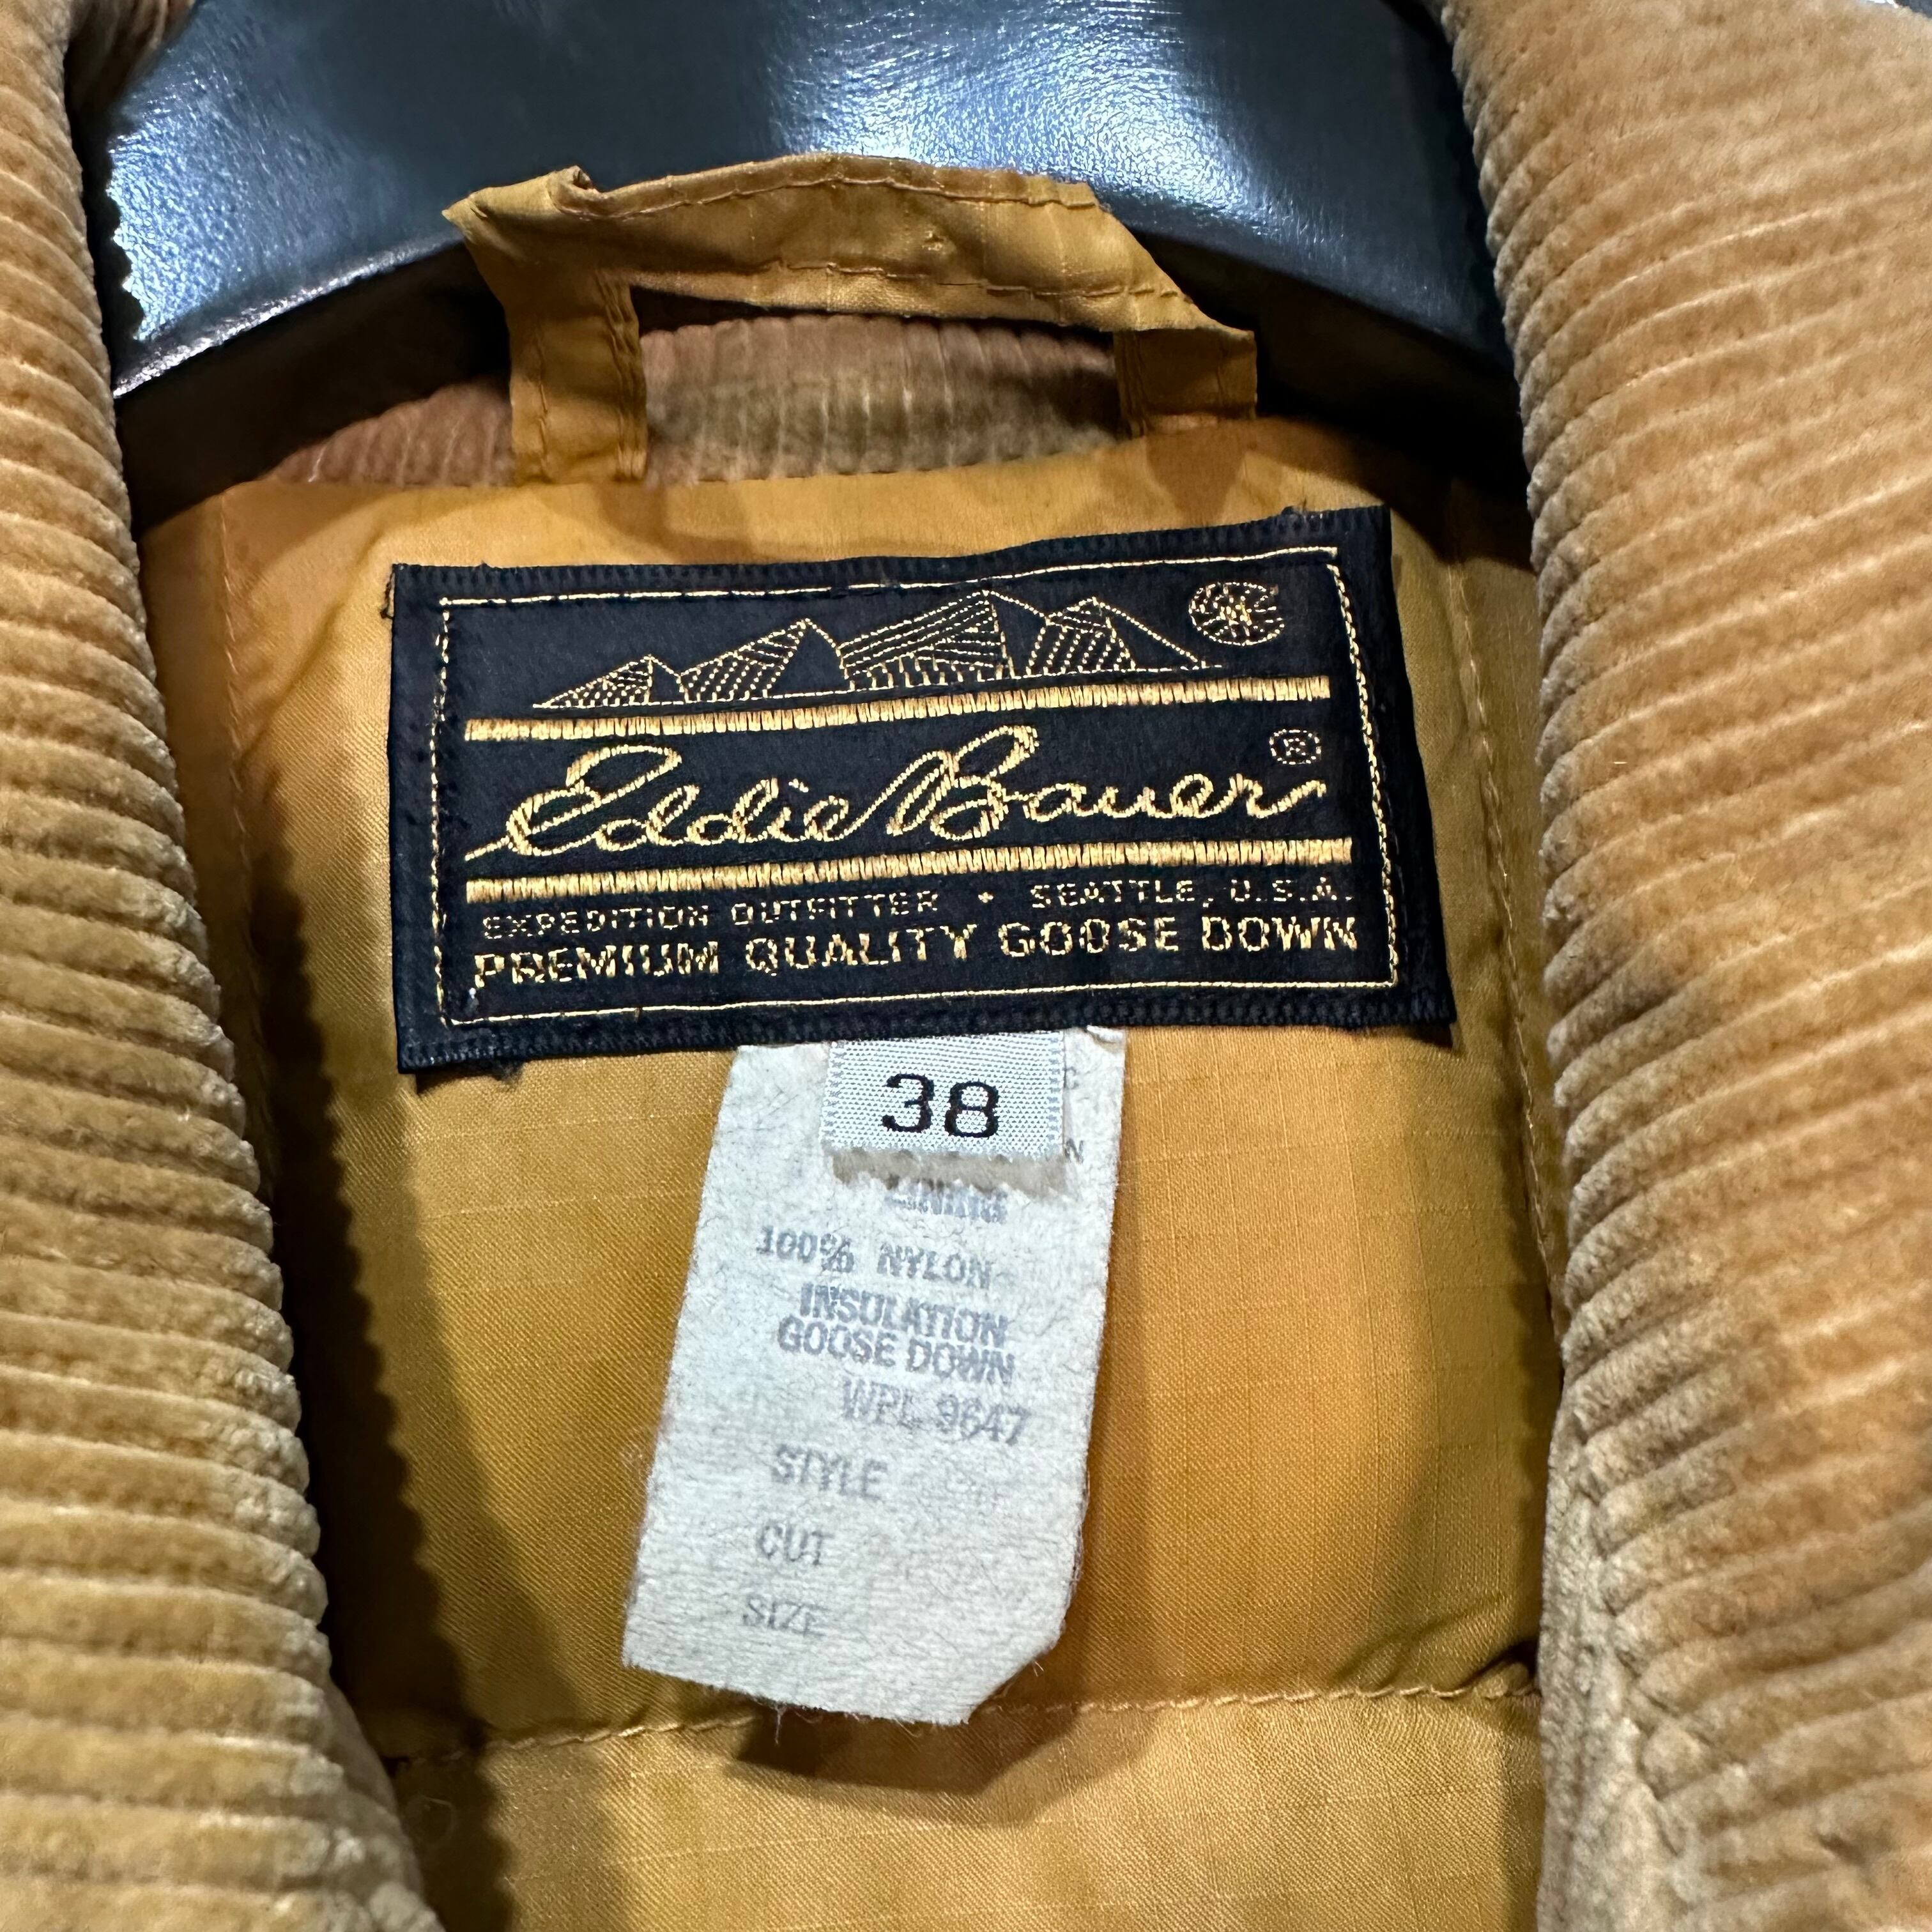 Eddie Bauer®
EXPEDITION OUTFITTER • SEATTLE, U.S.A.
PREMIUM QUALITY GOOSE DOWN
38
C
N
LINING
100% NYLON
INSULATION
GOOSE DOWN
WPL 9647
STYLE
CUT
SIZE